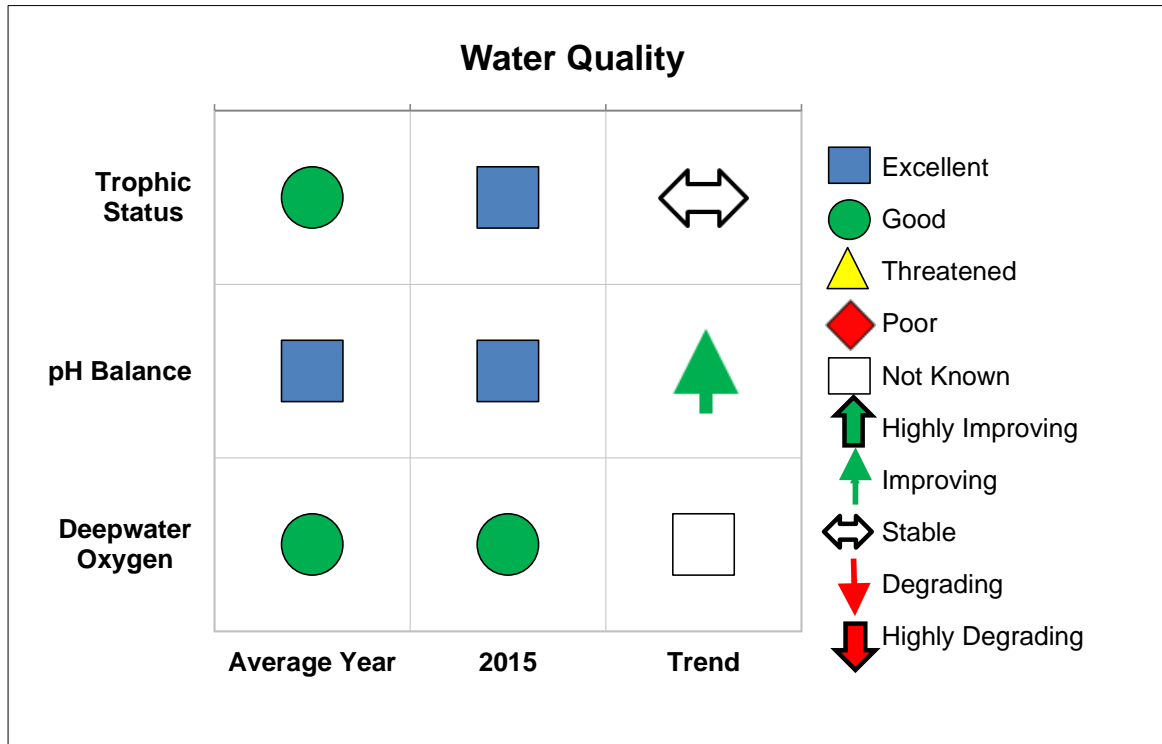 Water Quality
Trophic
Status
pH Balance
Deepwater
Oxygen
Average Year
2015
Trend
Excellent
Good
Threatened
Poor
Not Known
Highly Improving
Improving
Stable
Degrading
Highly Degrading